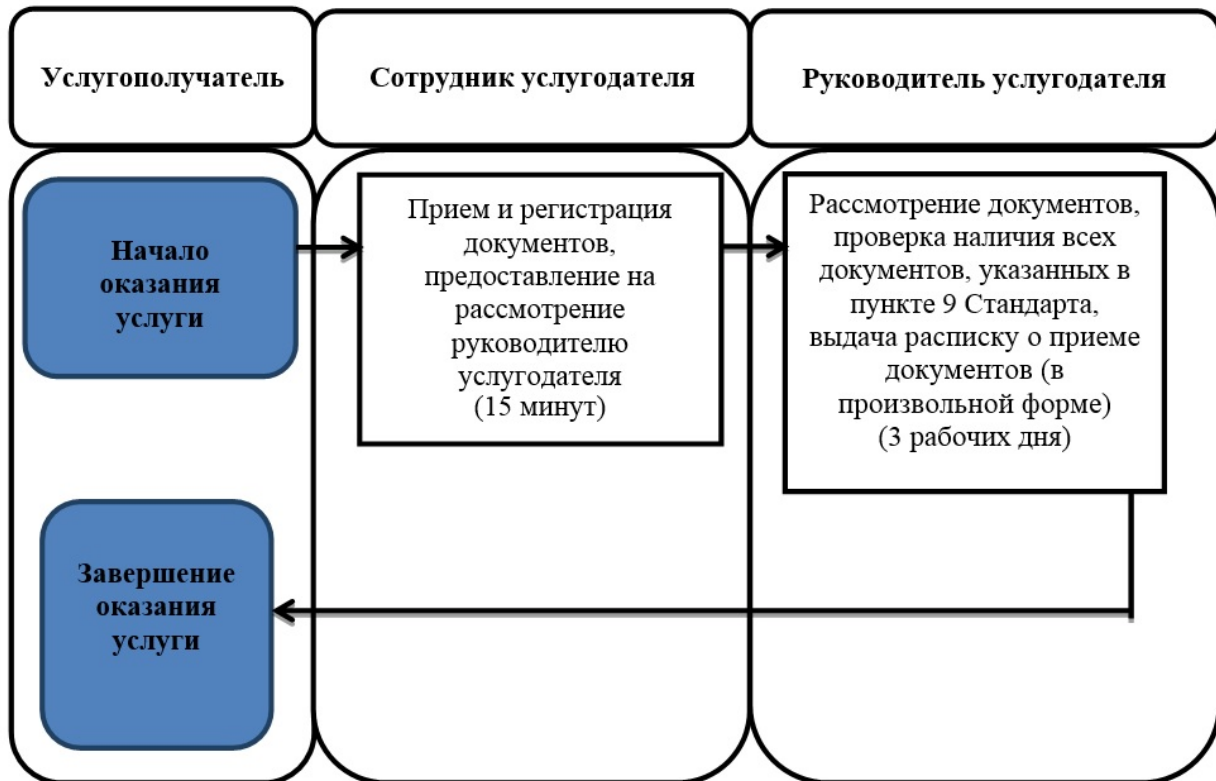 Услугополучатель
Сотрудник услугодателя
Руководитель услугодателя
Начало
оказания
услуги
Прием и регистрация
документов,
предоставление на
рассмотрение
руководителю
услугодателя
(15 минут)
Рассмотрение документов,
проверка наличия всех
документов, указанных в
пункте 9 Стандарта,
выдача расписку о приеме
документов (в
произвольной форме)
(3 рабочих дня)
Завершение
оказания
услуги